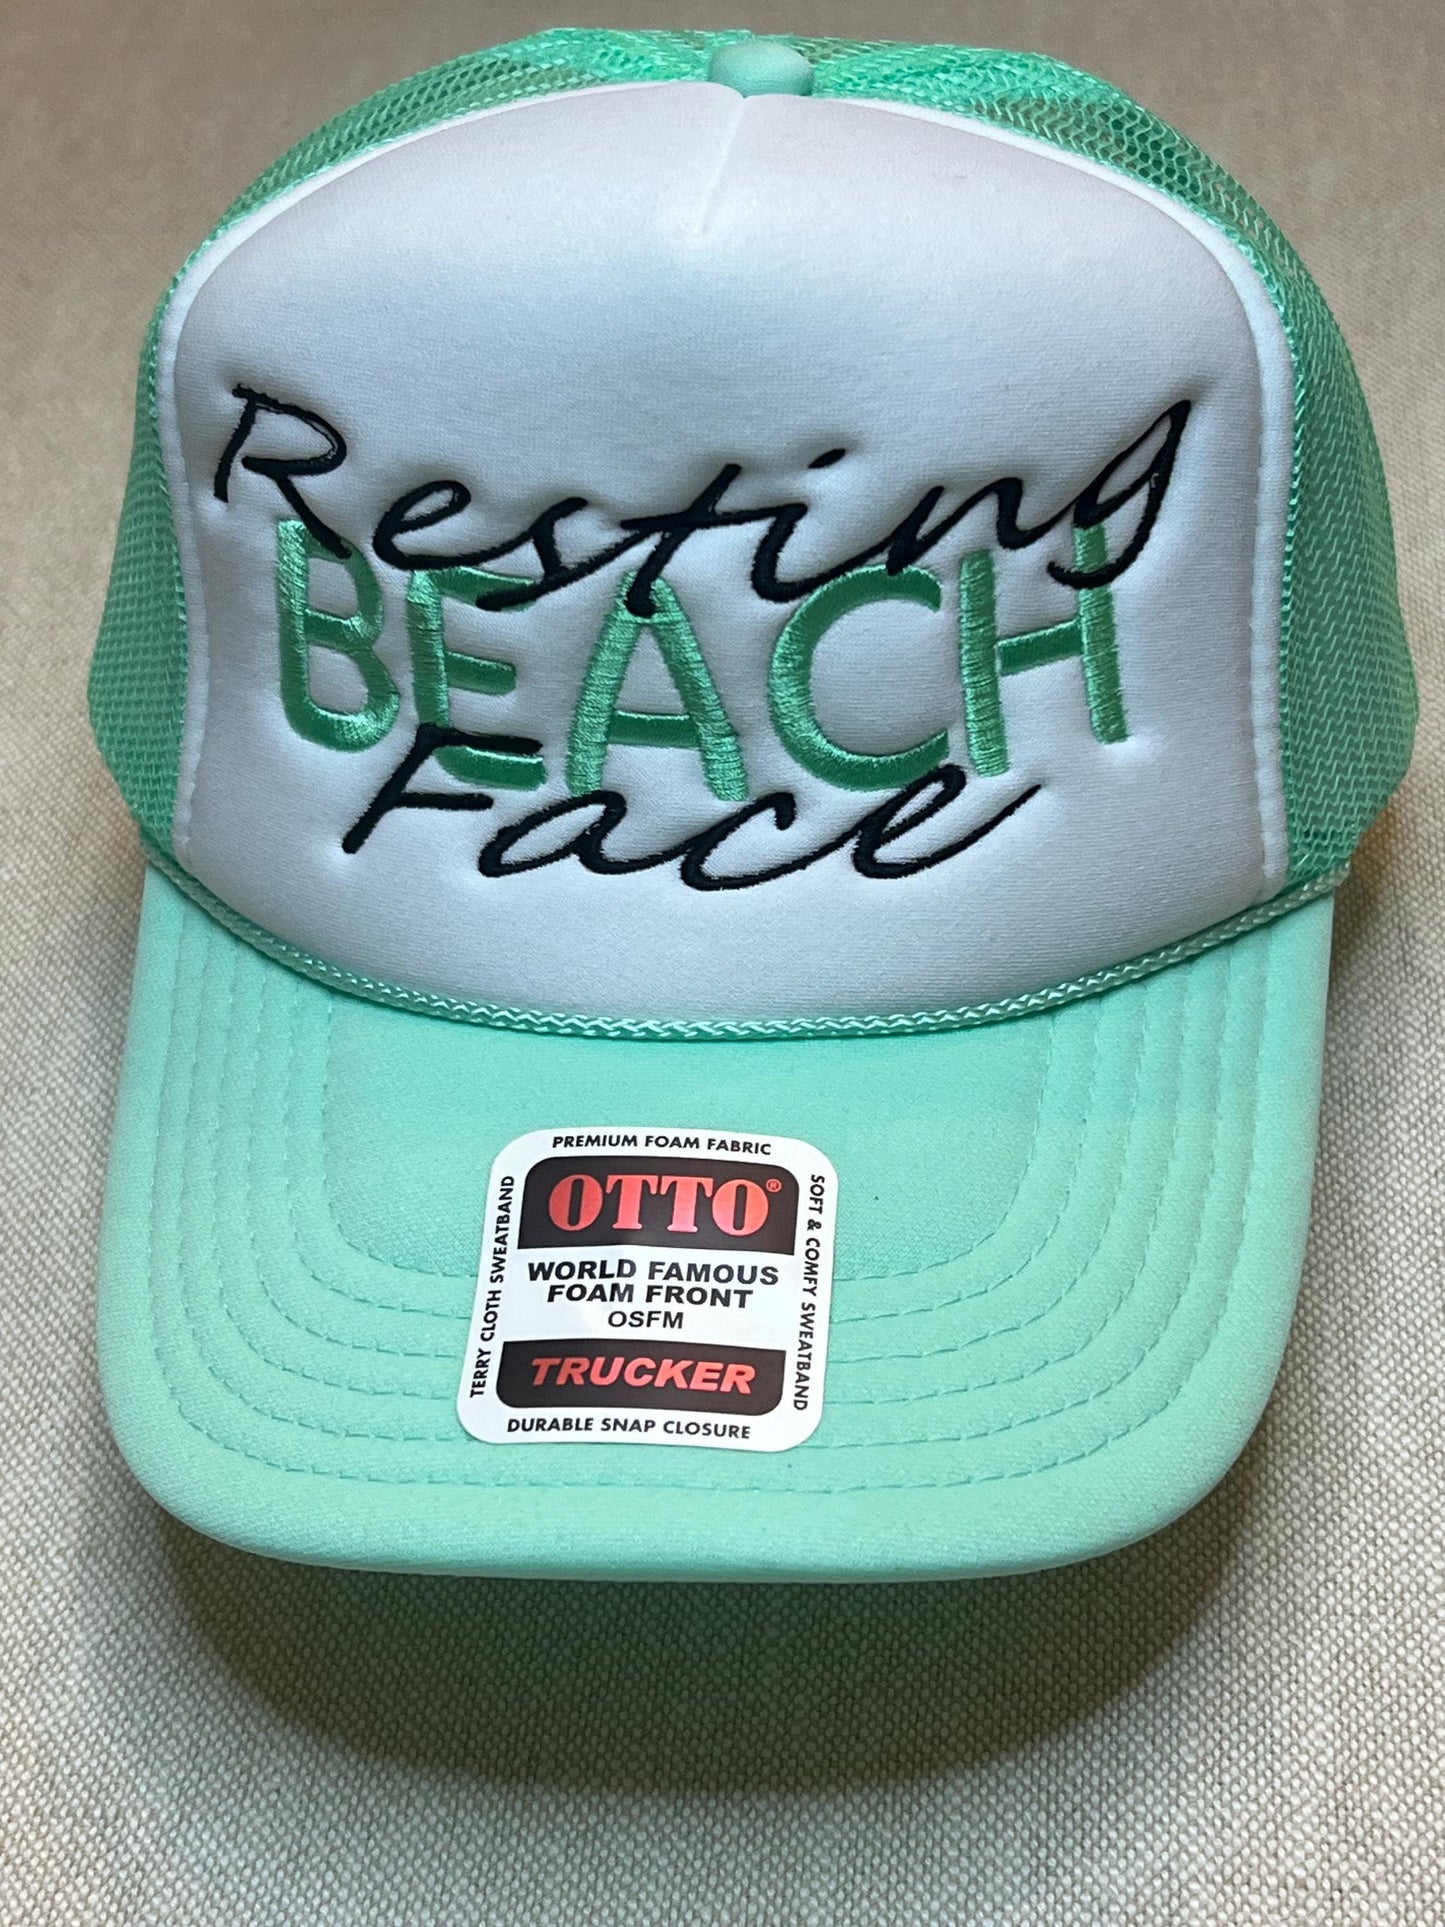 Resting
BEACH
Face
PREMIUM FOAM FABRIC
TERRY CLOTH SWEATBAND
OTTO®
WORLD FAMOUS
FOAM FRONT
OSFM
TRUCKER
SOFT & COMFY SWEATBAND
DURABLE SNAP CLOSURE